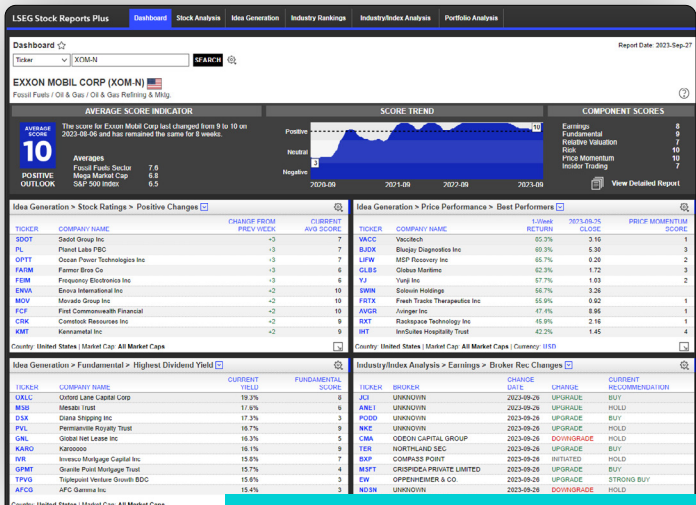 LSEG Stock Reports Plus Dashboard Stock Analysis Idea Generation Industry Rankings Industry/Index Analysis Portfolio Analysis
Dashboard
Report Date: 2023-Sep-27
Ticker XOM-N SEARCH
EXXON MOBIL CORP (XOM-N)
Fossil Fuels / Oil & Gas / Oil & Gas Refining & Mktg.
AVERAGE SCORE INDICATOR
AVERAGE SCORE
10
POSITIVE OUTLOOK
The score for Exxon Mobil Corp last changed from 9 to 10 on
2023-08-06 and has remained the same for 8 weeks.
Averages
Fossil Fuels Sector 7.6
Mega Market Cap 6.8
S&P 500 Index 6.5
SCORE TREND
Positive
Neutral
Negative
3
10
2020-09 2021-09 2022-09 2023-09
COMPONENT SCORES
Earnings 8
Fundamental 9
Relative Valuation 7
Risk 10
Price Momentum 10
Insider Trading 7
View Detailed Report
Idea Generation > Stock Ratings > Positive Changes
TICKER COMPANY NAME CHANGE FROM PREV WEEK CURRENT AVG SCORE
SDOT Sadot Group Inc +3 7
PL Planet Labs PBC +3 7
OPTT Ocean Power Technologies Inc +3 7
FARM Farmer Bros Co +3 6
FEIM Frequency Electronics Inc +3 6
ENVA Enova International Inc +2 10
MOV Movado Group Inc +2 10
FCF First Commonwealth Financial +2 10
CRK Comstock Resources Inc +2 9
KMT Kennametal Inc +2 9
Country: United States | Market Cap: All Market Caps
Idea Generation > Price Performance > Best Performers
TICKER COMPANY NAME 1-Week RETURN 2023-09-25 CLOSE PRICE MOMENTUM SCORE
VACC Vaccitech 85.3% 3.16 1
BJDX Bluejay Diagnostics Inc 69.3% 5.30 3
LIFW MSP Recovery Inc 65.7% 0.20 2
GLBS Globus Maritime 62.3% 1.72 3
YJ Yunji Inc 57.7% 1.03 2
SWIN Solowin Holdings 56.7% 3.26
FRTX Fresh Tracks Therapeutics Inc 55.9% 0.92 1
AVGR Avinger Inc 47.4% 8.95 1
RXT Rackspace Technology Inc 45.9% 2.16 1
IHT InnSuites Hospitality Trust 42.2% 1.45 4
Country: United States | Market Cap: All Market Caps | Currency: USD
Idea Generation > Fundamental > Highest Dividend Yield
TICKER COMPANY NAME CURRENT YIELD FUNDAMENTAL SCORE
OXLC Oxford Lane Capital Corp 19.3% 8
MSB Mesabi Trust 17.6% 6
DSX Diana Shipping Inc 17.3% 3
PVL Permianville Royalty Trust 16.7% 9
GNL Global Net Lease Inc 16.3% 5
KARO Karooooo 16.1% 9
IVR Invesco Mortgage Capital Inc 15.8% 7
GPMT Granite Point Mortgage Trust 15.7% 4
TPVG Triplepoint Venture Growth BDC 15.6% 3
AFCG AFC Gamma Inc 15.4% 3
Country: United States | Market Cap: All Market Caps
Industry/Index Analysis > Earnings > Broker Rec Changes
TICKER BROKER CHANGE DATE CHANGE CURRENT RECOMMENDATION
JCI UNKNOWN 2023-09-26 UPGRADE BUY
ANET UNKNOWN 2023-09-26 UPGRADE HOLD
PODD UNKNOWN 2023-09-26 UPGRADE BUY
NKE UNKNOWN 2023-09-26 UPGRADE BUY
CMA ODEON CAPITAL GROUP 2023-09-26 DOWNGRADE HOLD
TER NORTHLAND SEC 2023-09-26 UPGRADE BUY
BXP COMPASS POINT 2023-09-26 INITIATED HOLD
MSFT CRISPIDEA PRIVATE LIMITED 2023-09-26 UPGRADE BUY
EW OPPENHEIMER & CO. 2023-09-26 UPGRADE STRONG BUY
NDSN UNKNOWN 2023-09-26 DOWNGRADE HOLD